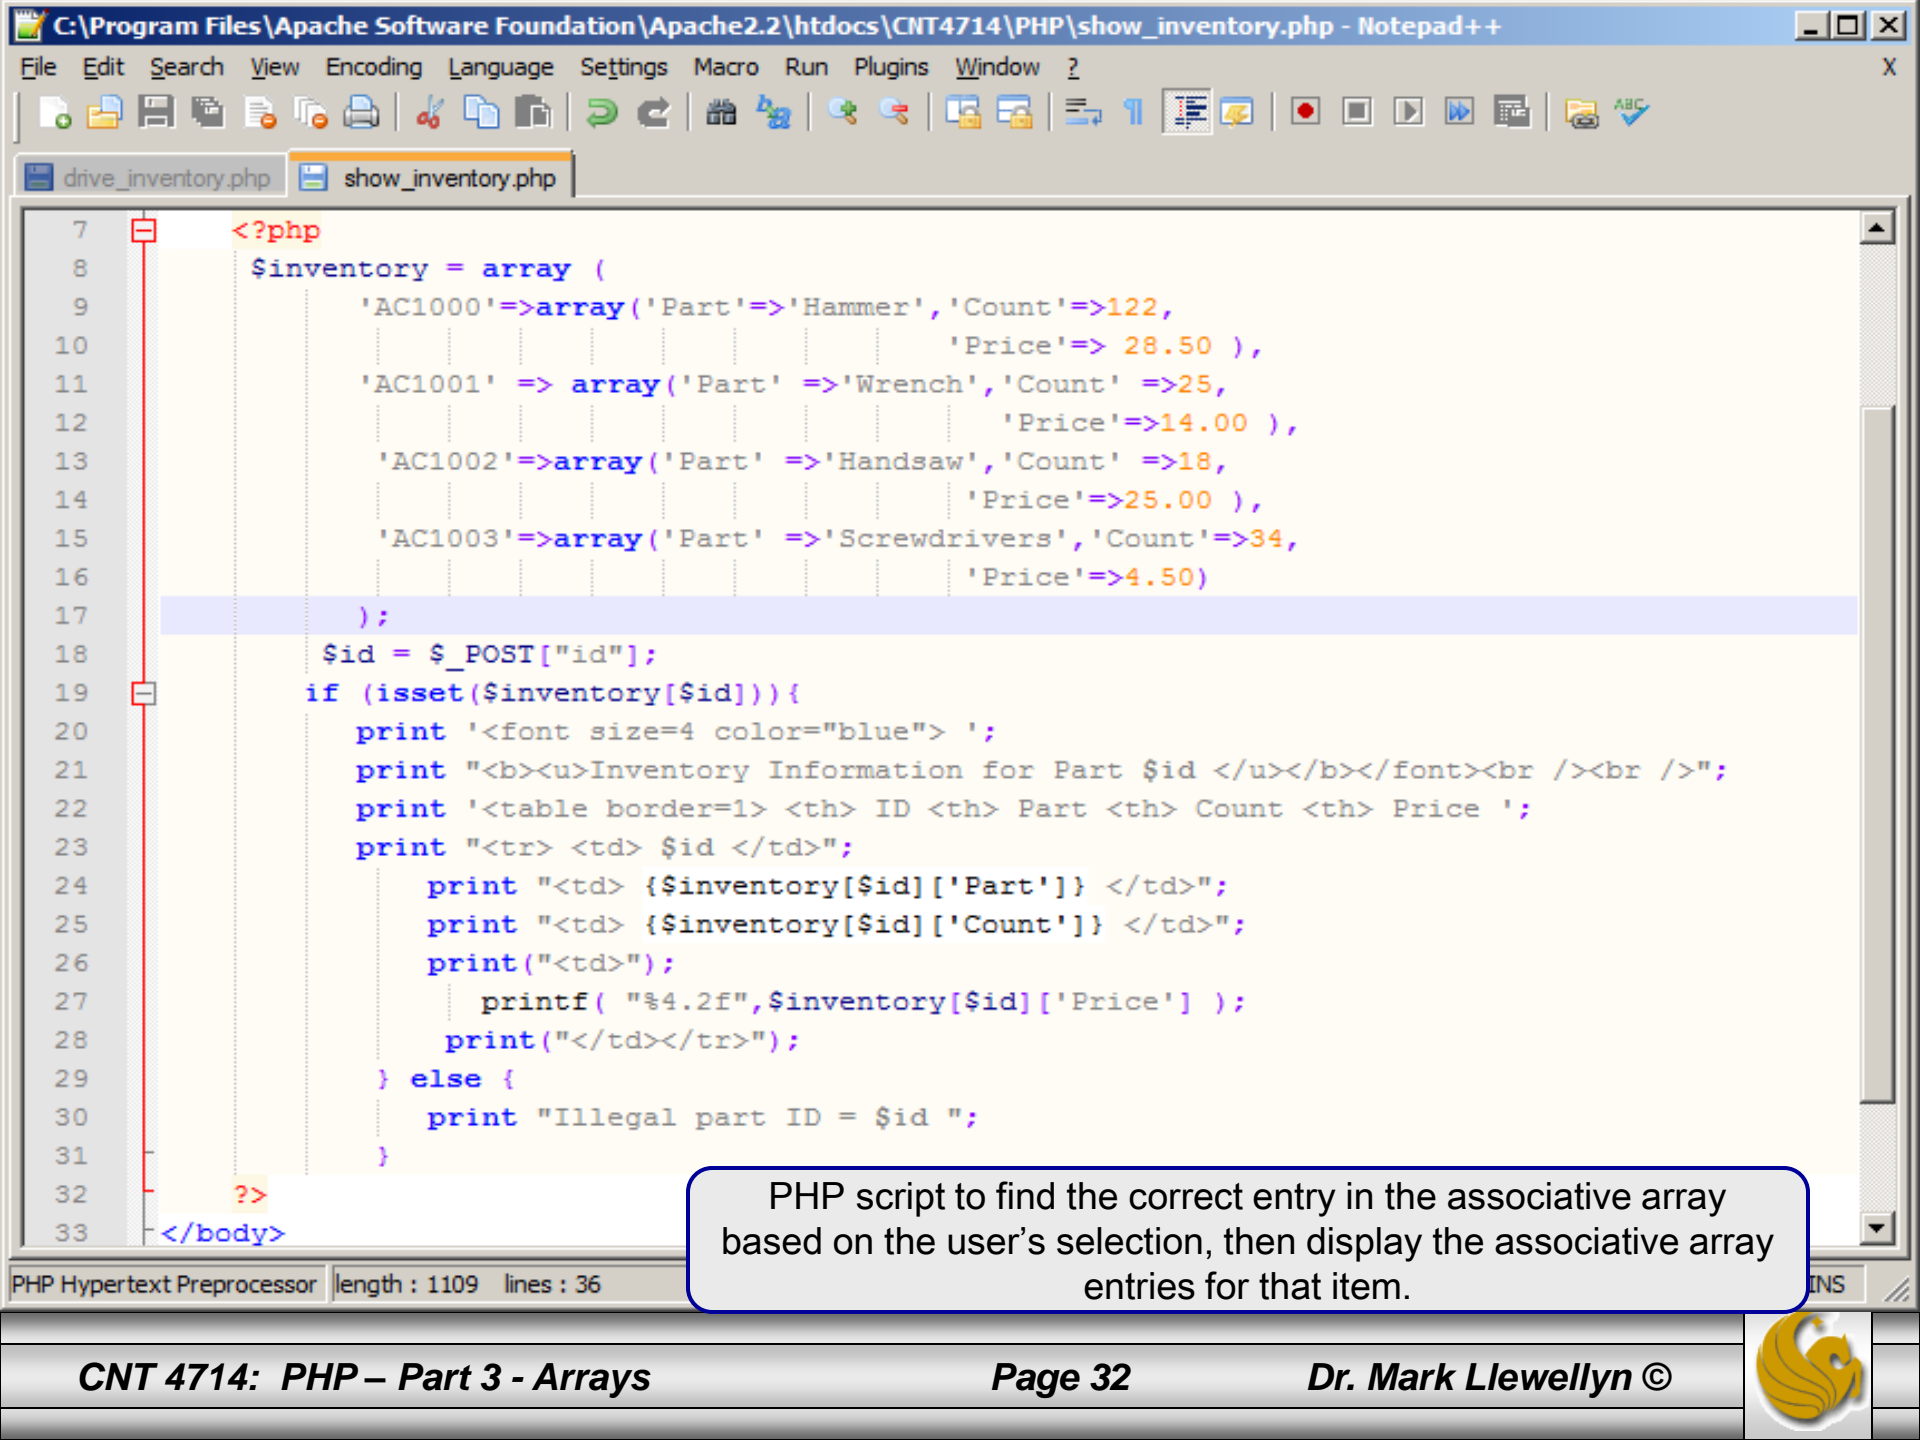 C:\Program Files\Apache Software Foundation\Apache2.2\htdocs\CNT4714\PHP\show_inventory.php - Notepad++
File Edit Search View Encoding Language Settings Macro Run Plugins Window ? X
ABC
drive_inventory.php show_inventory.php
7 <?php
8 $inventory = array (
9 'AC1000'=>array('Part'=>'Hammer','Count'=>122,
10 'Price'=> 28.50 ),
11 'AC1001' => array('Part' =>'Wrench','Count' =>25,
12 'Price'=>14.00 ),
13 'AC1002'=>array('Part' =>'Handsaw','Count' =>18,
14 'Price'=>25.00 ),
15 'AC1003'=>array('Part' =>'Screwdrivers','Count'=>34,
16 'Price'=>4.50)
17 );
18 $id = $_POST["id"];
19 if (isset($inventory[$id])){
20 print '<font size=4 color="blue"> ';
21 print "<b><u>Inventory Information for Part $id </u></b></font><br /><br />";
22 print '<table border=1> <th> ID <th> Part <th> Count <th> Price ';
23 print "<tr> <td> $id </td>";
24 print "<td> {$inventory[$id]['Part']} </td>";
25 print "<td> {$inventory[$id]['Count']} </td>";
26 print("<td>");
27 printf( "%4.2f",$inventory[$id]['Price'] );
28 print("</td></tr>");
29 } else {
30 print "Illegal part ID = $id ";
31 }
32 ?>
33 </body>
PHP script to find the correct entry in the associative array
based on the user's selection, then display the associative array
entries for that item.
PHP Hypertext Preprocessor length : 1109 lines : 36 INS
CNT 4714: PHP – Part 3 - Arrays Page 32 Dr. Mark Llewellyn ©